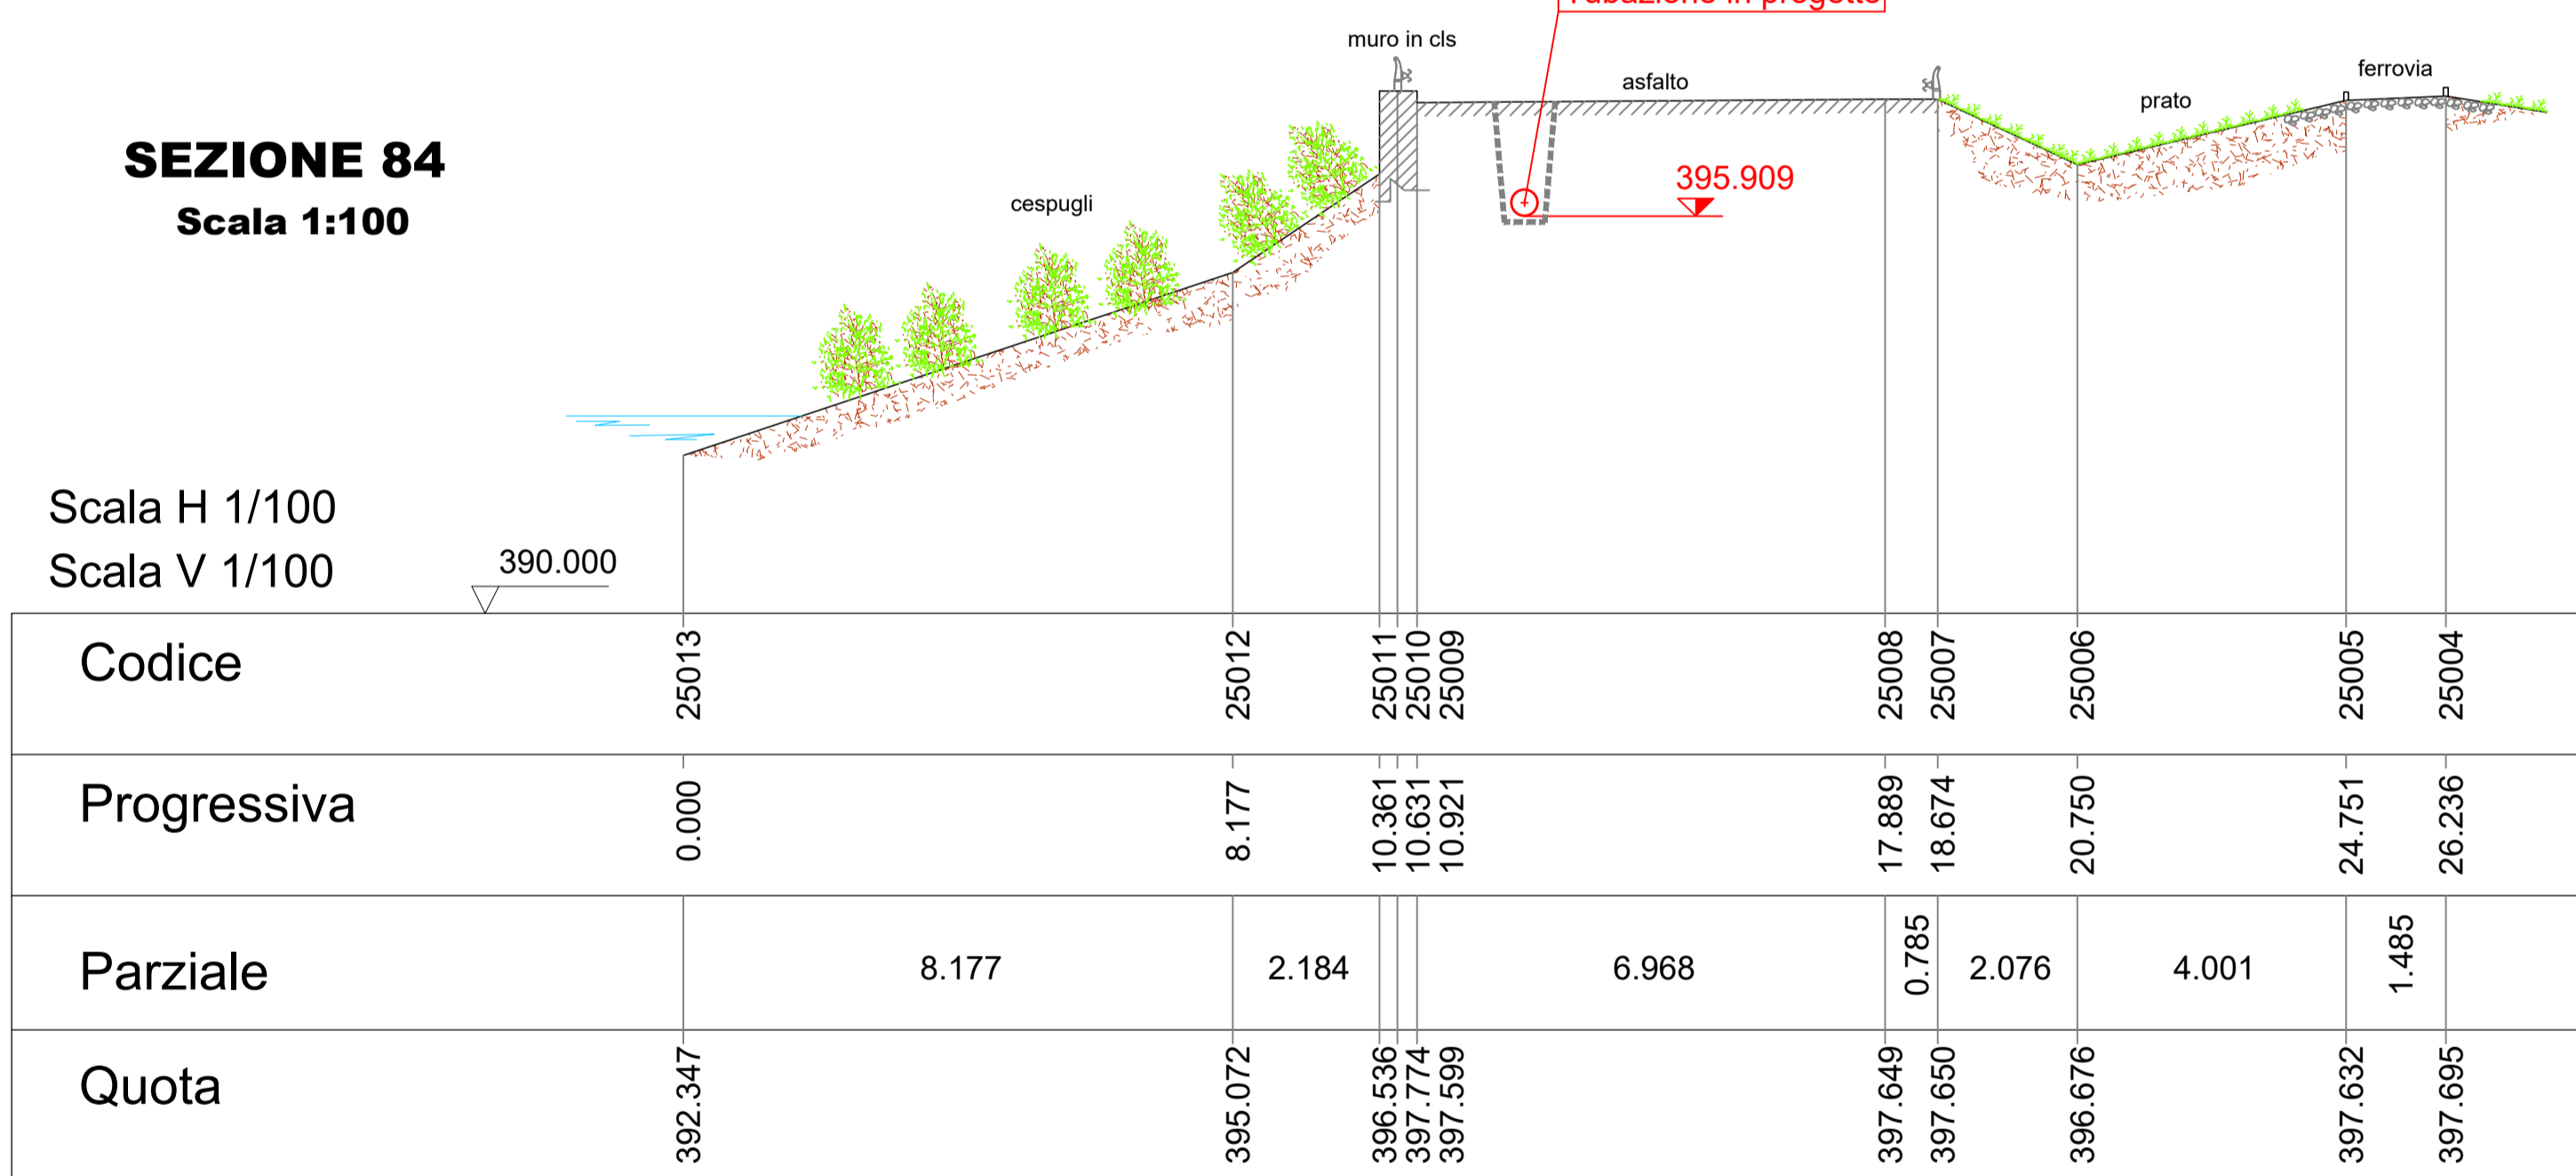 Tubazione in progetto
muro in cls
ferrovia
asfalto
prato
SEZIONE 84
395.909
cespugli
Scala 1:100
Scala H 1/100
390.000
Scala V 1/100
Codice 25013 25012 25011 25010 25009 25008 25007 25006 25005 25004
Progressiva 0.000 8.177 10.361 10.631 10.921 17.889 18.674 20.750 24.751 26.236
Parziale 8.177 2.184 6.968 0.785 2.076 4.001 1.485
Quota 392.347 395.072 396.536 397.774 397.599 397.649 397.650 396.676 397.632 397.695